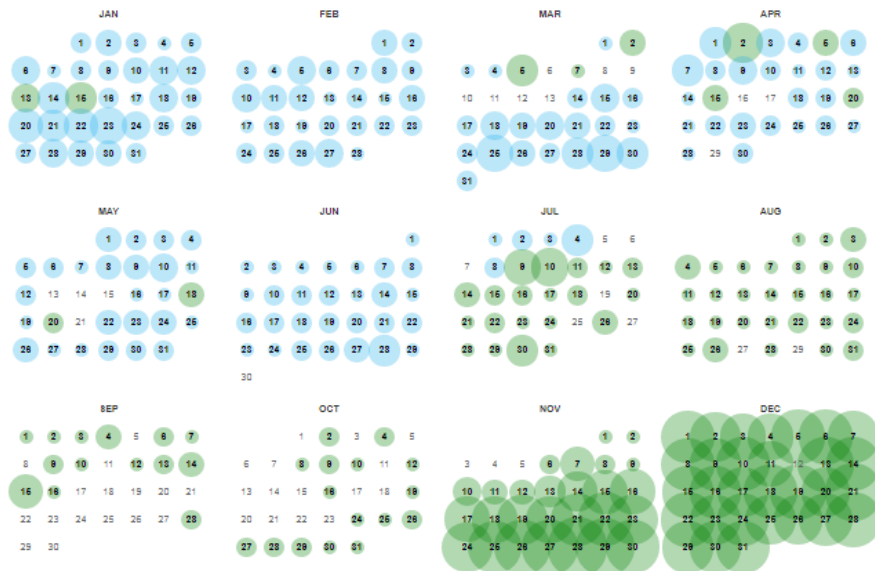 JAN
1 2 3 4 5
6 7 8 9 10 11 12
13 14 15 16 17 18 19
20 21 22 23 24 25 26
27 28 29 30 31
FEB
1 2
3 4 5 6 7 8 9
10 11 12 13 14 15 16
17 18 19 20 21 22 23
24 25 26 27 28
MAR
1 2
3 4 5 6 7 8 9
10 11 12 13 14 15 16
17 18 19 20 21 22 23
24 25 26 27 28 29 30
31
APR
1 2 3 4 5 6
7 8 9 10 11 12 13
14 15 16 17 18 19 20
21 22 23 24 25 26 27
28 29 30
MAY
1 2 3 4
5 6 7 8 9 10 11
12 13 14 15 16 17 18
19 20 21 22 23 24 25
26 27 28 29 30 31
JUN
1
2 3 4 5 6 7 8
9 10 11 12 13 14 15
16 17 18 19 20 21 22
23 24 25 26 27 28 29
30
JUL
1 2 3 4 5 6
7 8 9 10 11 12 13
14 15 16 17 18 19 20
21 22 23 24 25 26 27
28 29 30 31
AUG
1 2 3
4 5 6 7 8 9 10
11 12 13 14 15 16 17
18 19 20 21 22 23 24
25 26 27 28 29 30 31
SEP
1 2 3 4 5 6 7
8 9 10 11 12 13 14
15 16 17 18 19 20 21
22 23 24 25 26 27 28
29 30
OCT
1 2 3 4 5
6 7 8 9 10 11 12
13 14 15 16 17 18 19
20 21 22 23 24 25 26
27 28 29 30 31
NOV
1 2
3 4 5 6 7 8 9
10 11 12 13 14 15 16
17 18 19 20 21 22 23
24 25 26 27 28 29 30
DEC
1 2 3 4 5 6 7
8 9 10 11 12 13 14
15 16 17 18 19 20 21
22 23 24 25 26 27 28
29 30 31